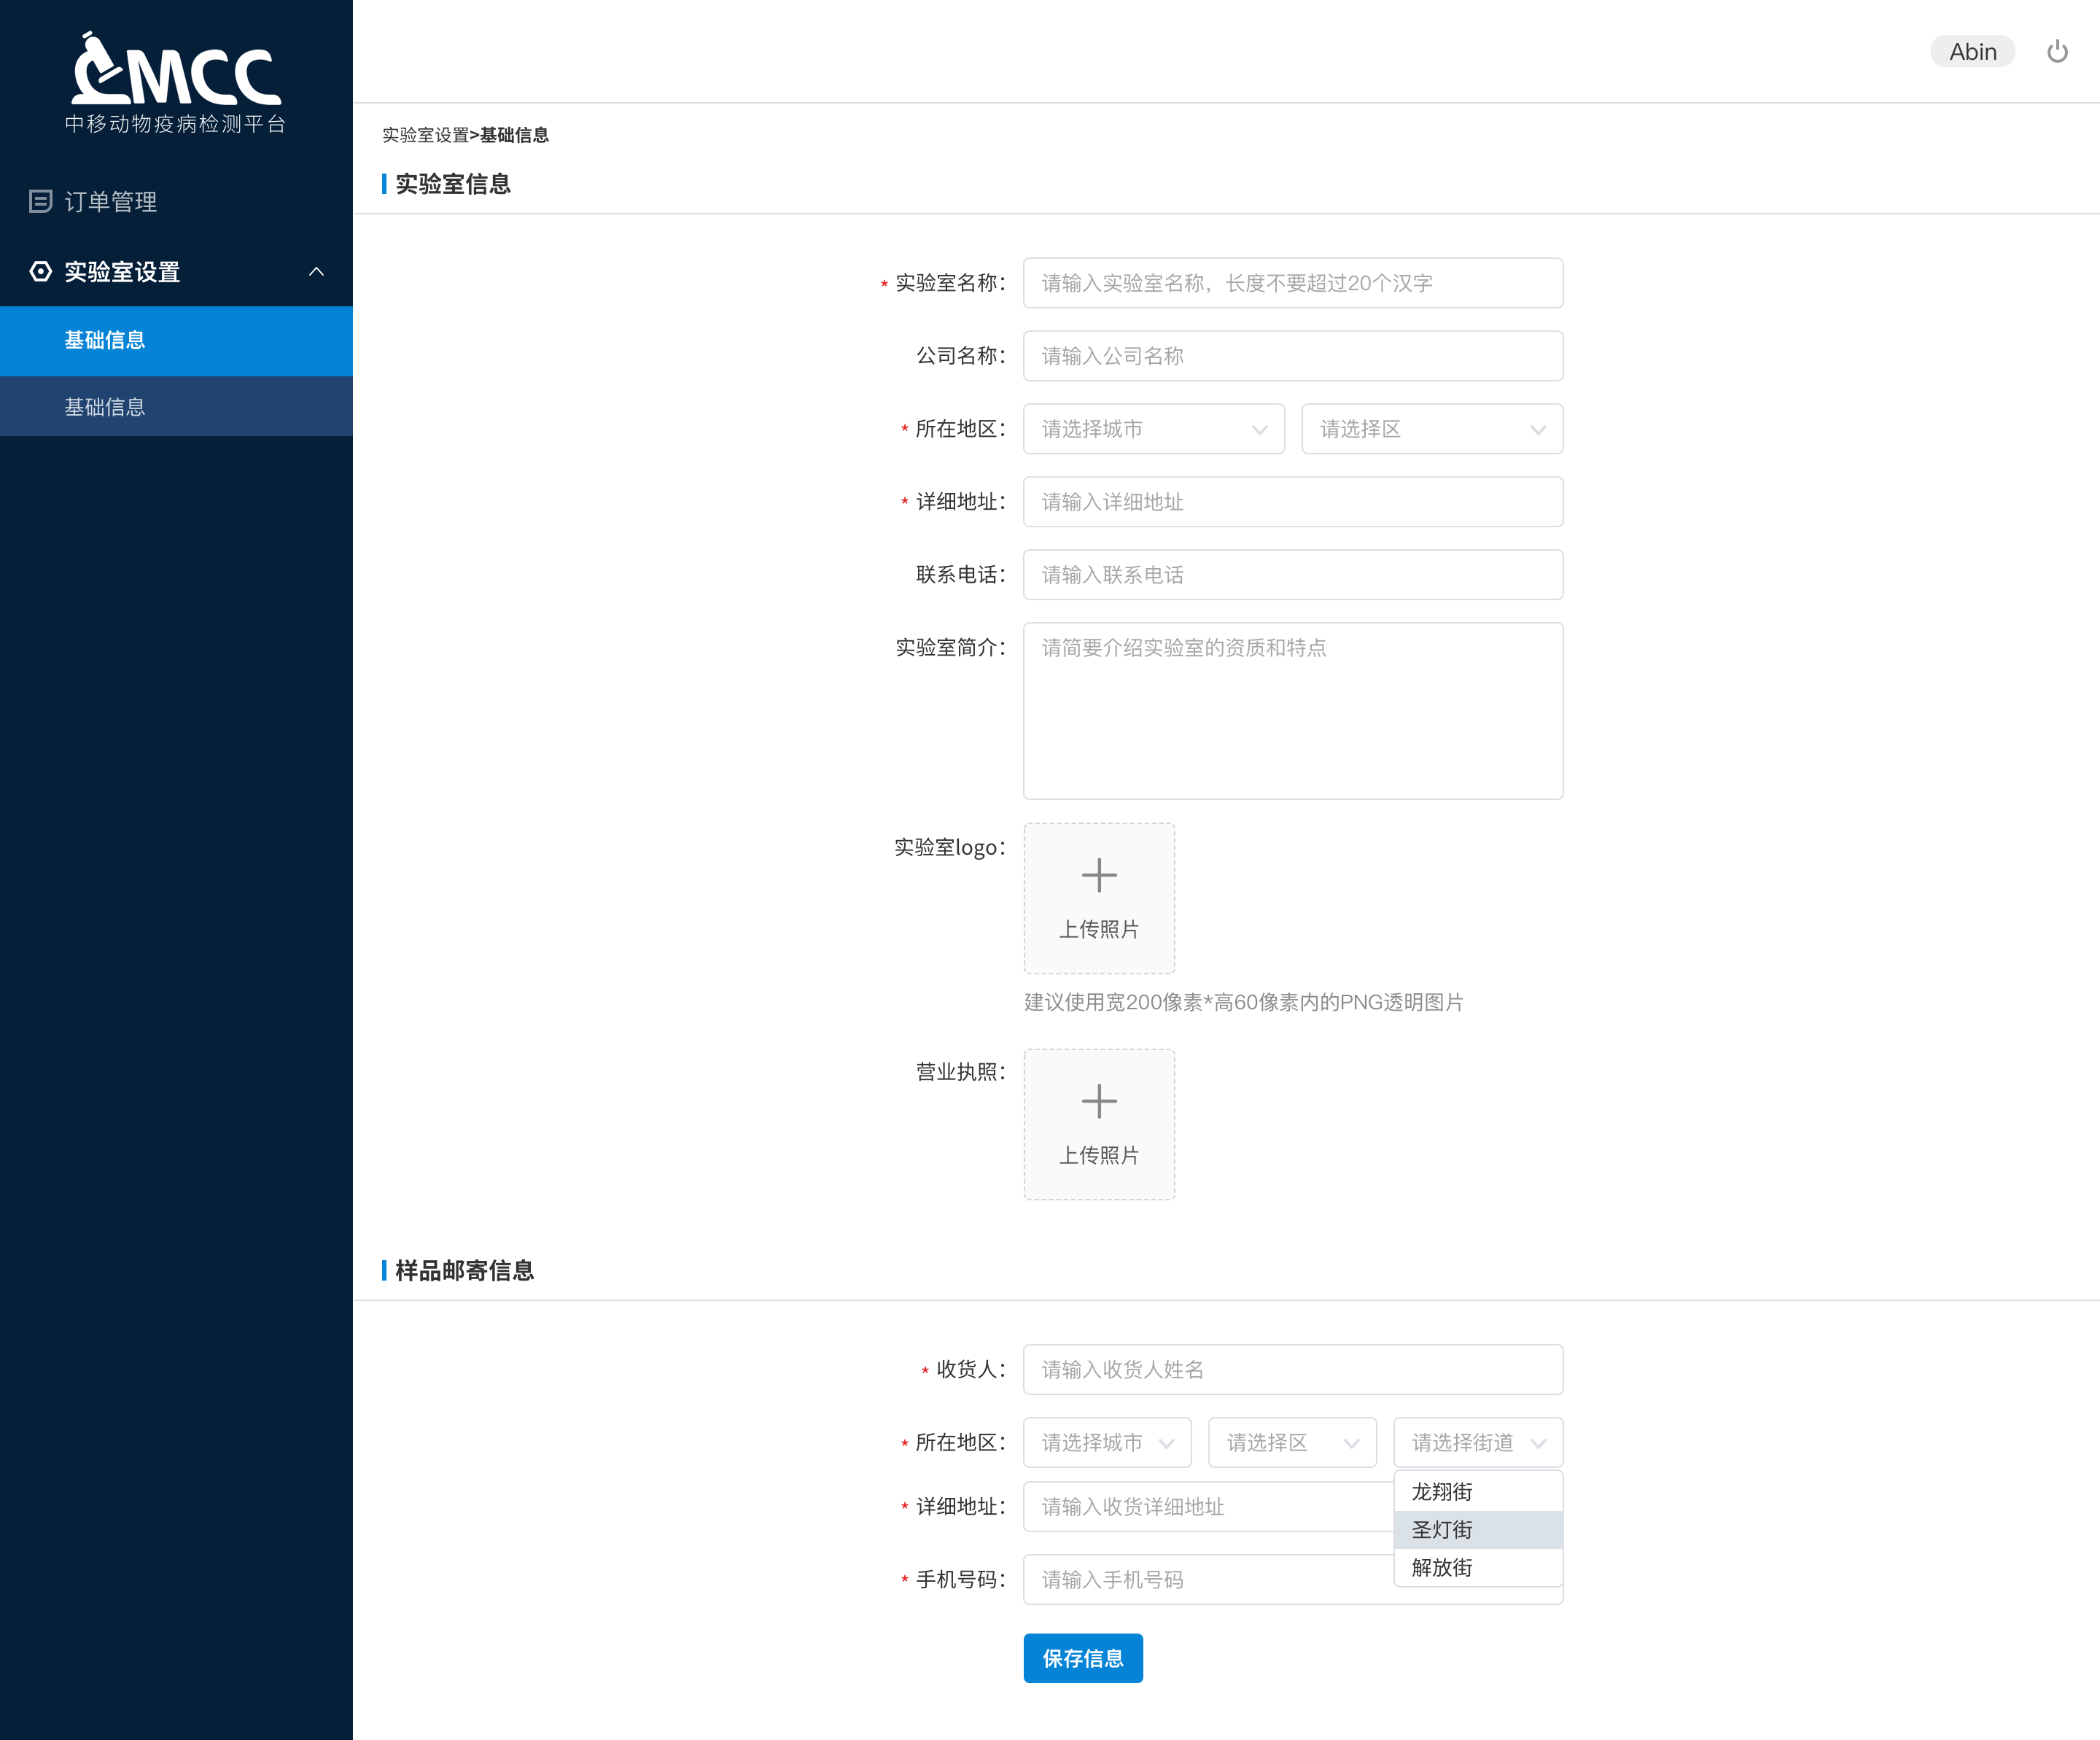 MCC
中移动物疫病检测平台
Abin
订单管理
实验室设置
基础信息
基础信息
实验室设置>基础信息
实验室信息
* 实验室名称： 请输入实验室名称，长度不要超过20个汉字
公司名称： 请输入公司名称
* 所在地区： 请选择城市 请选择区
* 详细地址： 请输入详细地址
联系电话： 请输入联系电话
实验室简介： 请简要介绍实验室的资质和特点
实验室logo：
上传照片
建议使用宽200像素*高60像素内的PNG透明图片
营业执照：
上传照片
样品邮寄信息
* 收货人： 请输入收货人姓名
* 所在地区： 请选择城市 请选择区 请选择街道
龙翔街
圣灯街
解放街
* 详细地址： 请输入收货详细地址
* 手机号码： 请输入手机号码
保存信息